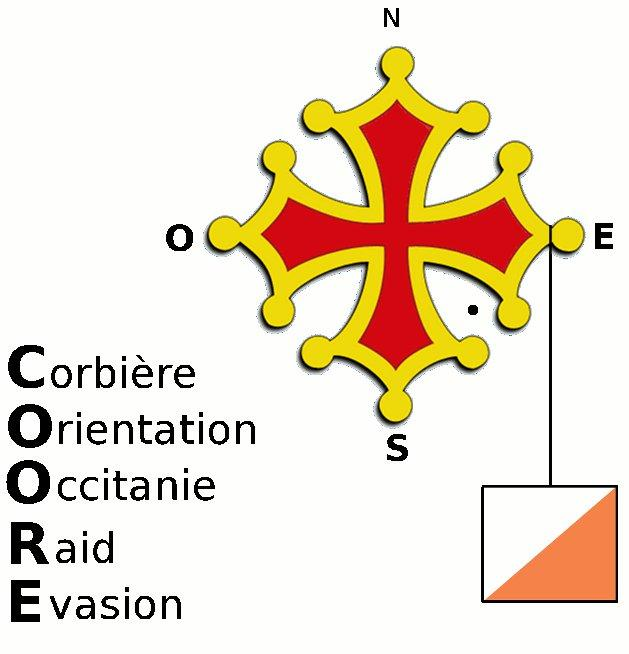 N
O
E
S
Corbière
Orientation
Occitanie
Raid
Evasion